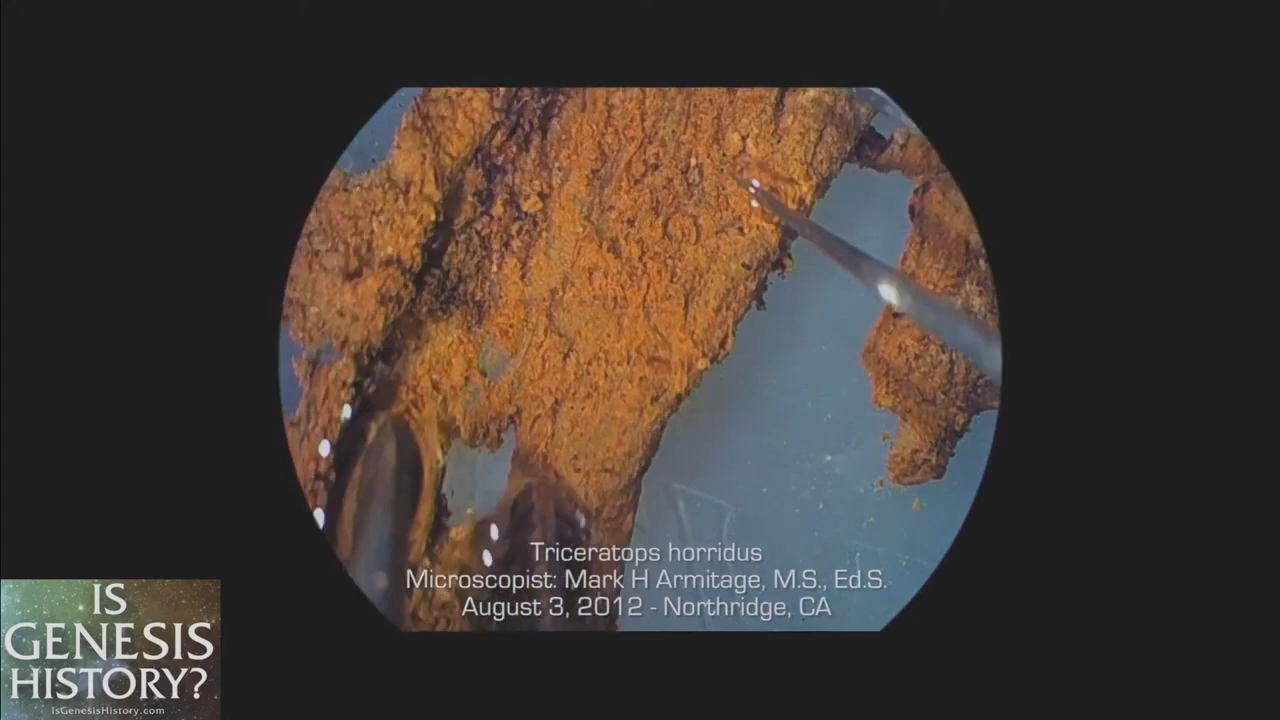 Triceratops horridus
Microscopist: Mark H Armitage, M.S., Ed.S.
August 3, 2012 - Northridge, CA
IS
GENESIS
HISTORY?
IsGenesisHistory.com